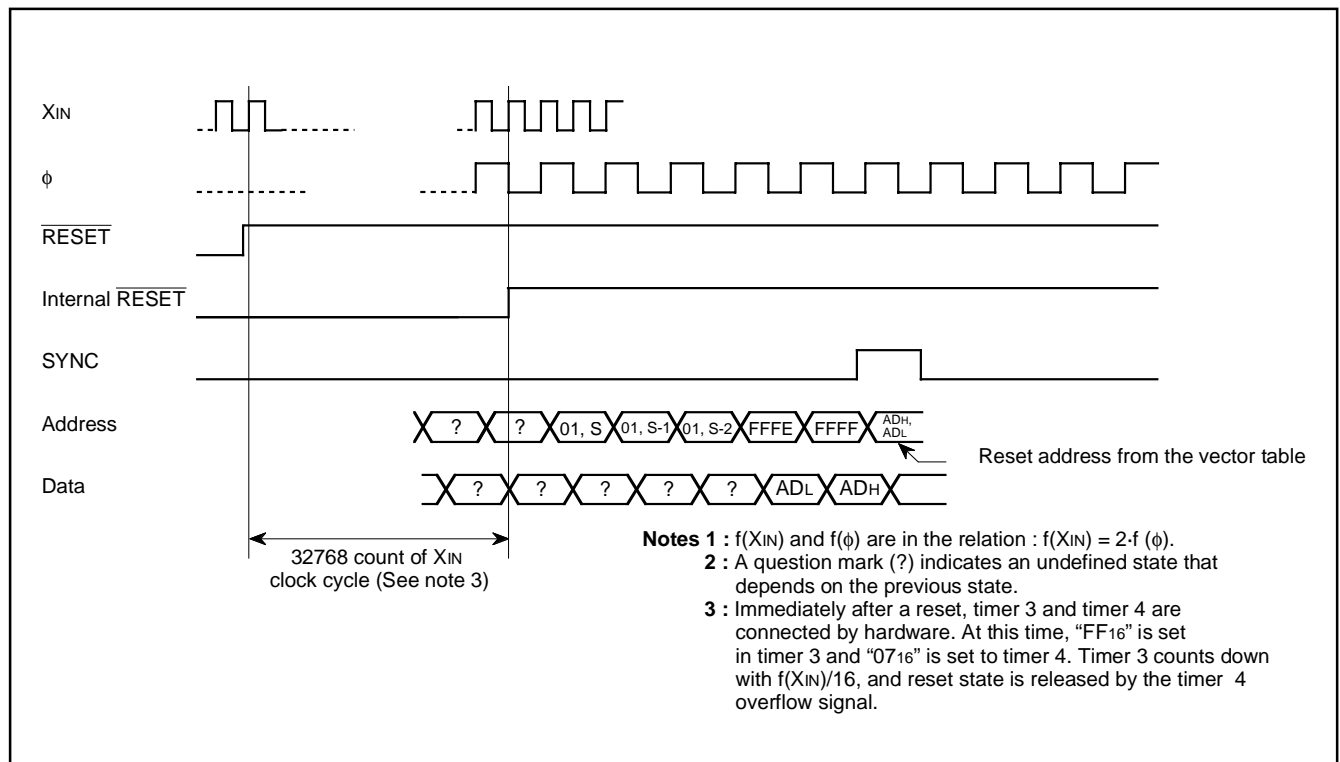 XIN
ϕ
RESET
Internal RESET
SYNC
Address
? ? 01, S 01, S-1 01, S-2 FFFE FFFF ADH, ADL
Reset address from the vector table
Data
? ? ? ? ? ADL ADH
32768 count of XIN
clock cycle (See note 3)
Notes 1 : f(XIN) and f(ϕ) are in the relation : f(XIN) = 2·f (ϕ).
2 : A question mark (?) indicates an undefined state that
depends on the previous state.
3 : Immediately after a reset, timer 3 and timer 4 are
connected by hardware. At this time, “FF16” is set
in timer 3 and “0716” is set to timer 4. Timer 3 counts down
with f(XIN)/16, and reset state is released by the timer 4
overflow signal.